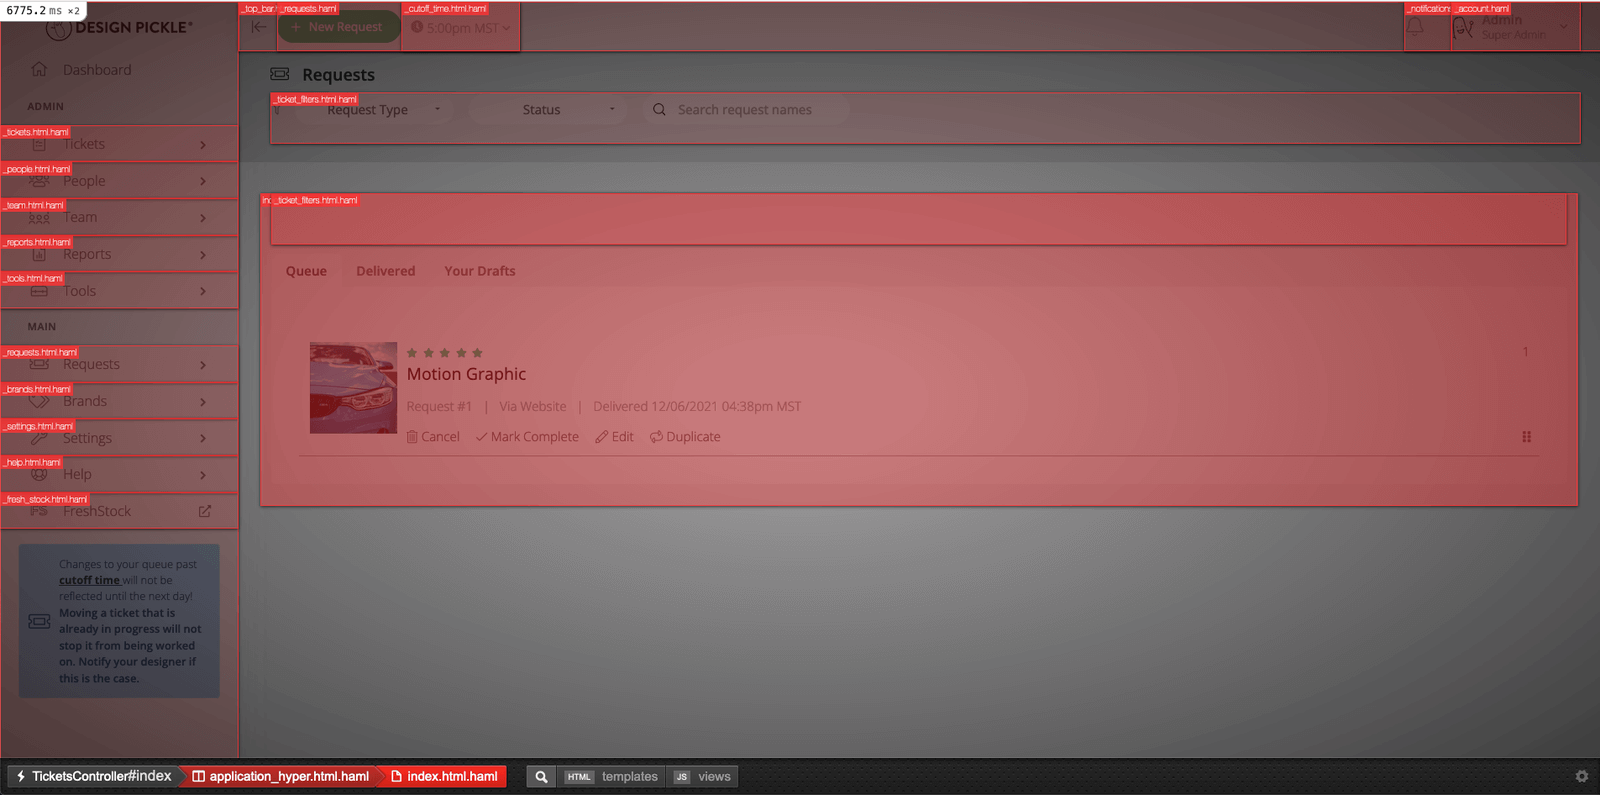 6775.2 ms ×2
_top_bar.
_requests.haml
_cutoff_time.html.haml
_notification
_account.haml
DESIGN PICKLE®
+ New Request
5:00pm MST
Admin
Super Admin
Dashboard
Requests
ADMIN
_ticket_filters.html.haml
Request Type
Status
Search request names
_tickets.html.haml
Tickets
_people.html.haml
People
_team.html.haml
Team
_reports.html.haml
Reports
_tools.html.haml
Tools
MAIN
_requests.html.haml
Requests
_brands.html.haml
Brands
_settings.html.haml
Settings
_help.html.haml
Help
_fresh_stock.html.haml
FS FreshStock
_ticket_filters.html.haml
Queue Delivered Your Drafts
1
Motion Graphic
Request #1 | Via Website | Delivered 12/06/2021 04:38pm MST
Cancel Mark Complete Edit Duplicate
Changes to your queue past
cutoff time will not be
reflected until the next day!
Moving a ticket that is
already in progress will not
stop it from being worked
on. Notify your designer if
this is the case.
TicketsController#index application_hyper.html.haml index.html.haml HTML templates JS views